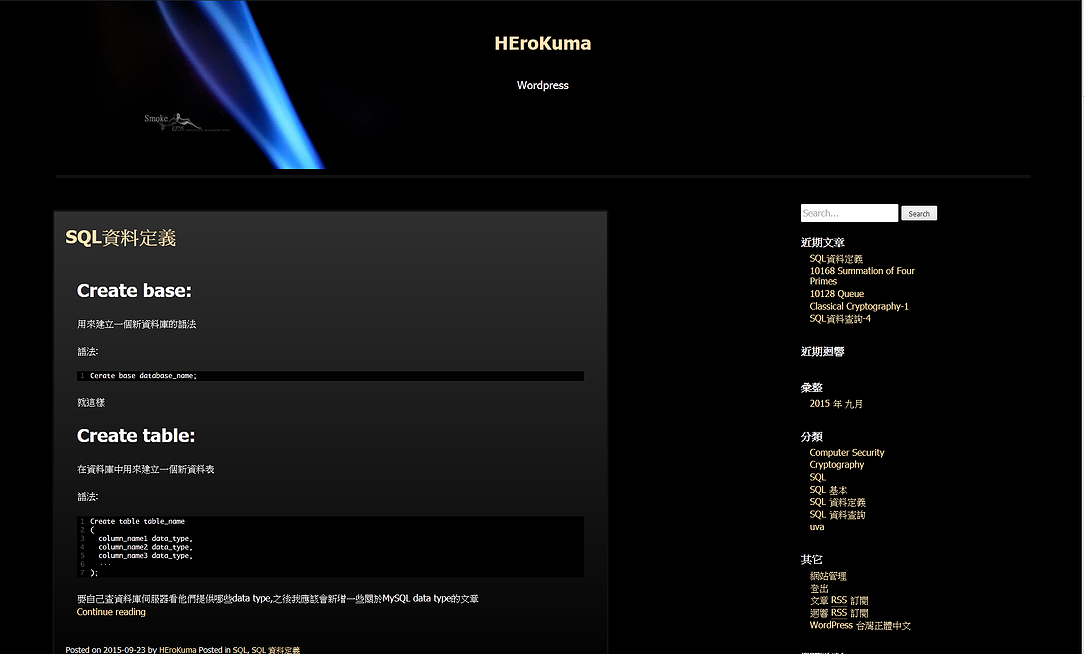 HEroKuma
Wordpress
Smoke
SQL資料定義
Create base:
用來建立一個新資料庫的語法
語法:
1 Cerate base database_name;
就這樣
Create table:
在資料庫中用來建立一個新資料表
語法:
1 Create table table_name
2 (
3 column_name1 data_type,
4 column_name2 data_type,
5 column_name3 data_type,
6 ...
7 );
要自己查資料庫伺服器看他們提供哪些data type,之後我應該會新增一些關於MySQL data type的文章
Continue reading
Posted on 2015-09-23 by HEroKuma Posted in SQL, SQL 資料定義
Search...
Search
近期文章
SQL資料定義
10168 Summation of Four
Primes
10128 Queue
Classical Cryptography-1
SQL資料查詢-4
近期迴響
彙整
2015 年 九月
分類
Computer Security
Cryptography
SQL
SQL 基本
SQL 資料定義
SQL 資料查詢
uva
其它
網站管理
登出
文章 RSS 訂閱
迴響 RSS 訂閱
WordPress 台灣正體中文